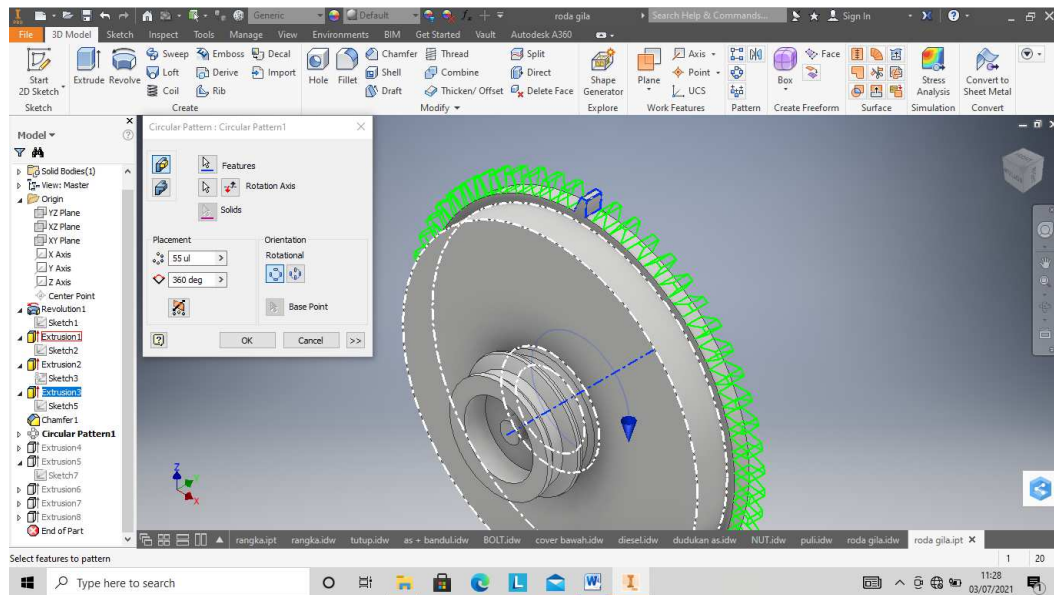 PRO
Generic
Default
roda gila
Search Help & Commands...
Sign In
File 3D Model Sketch Inspect Tools Manage View Environments BIM Get Started Vault Autodesk A360
Start 2D Sketch
Extrude Revolve
Sweep Emboss Decal
Loft Derive Import
Coil Rib
Hole Fillet
Chamfer Thread Split
Shell Combine Direct
Draft Thicken/ Offset Delete Face
Shape Generator
Plane
Axis
Point
UCS
Box
Face
Stress Analysis
Convert to Sheet Metal
Sketch Create Modify Explore Work Features Pattern Create Freeform Surface Simulation Convert
Model
Solid Bodies(1)
View: Master
Origin
YZ Plane
XZ Plane
XY Plane
X Axis
Y Axis
Z Axis
Center Point
Revolution1
Sketch1
Extrusion1
Sketch2
Extrusion2
Sketch3
Extrusion3
Sketch5
Chamfer1
Circular Pattern1
Extrusion4
Extrusion5
Sketch7
Extrusion6
Extrusion7
Extrusion8
End of Part
Circular Pattern : Circular Pattern1
Features
Rotation Axis
Solids
Placement
55 ul >
360 deg >
Orientation
Rotational
Base Point
OK Cancel >>
Z
Y
X
rangka.ipt rangka.idw tutup.idw as + bandul.idw BOLT.idw cover bawah.idw diesel.idw dudukan as.idw NUT.idw puli.idw roda gila.idw roda gila.ipt
Select features to pattern
1 20
Type here to search
11:28
03/07/2021